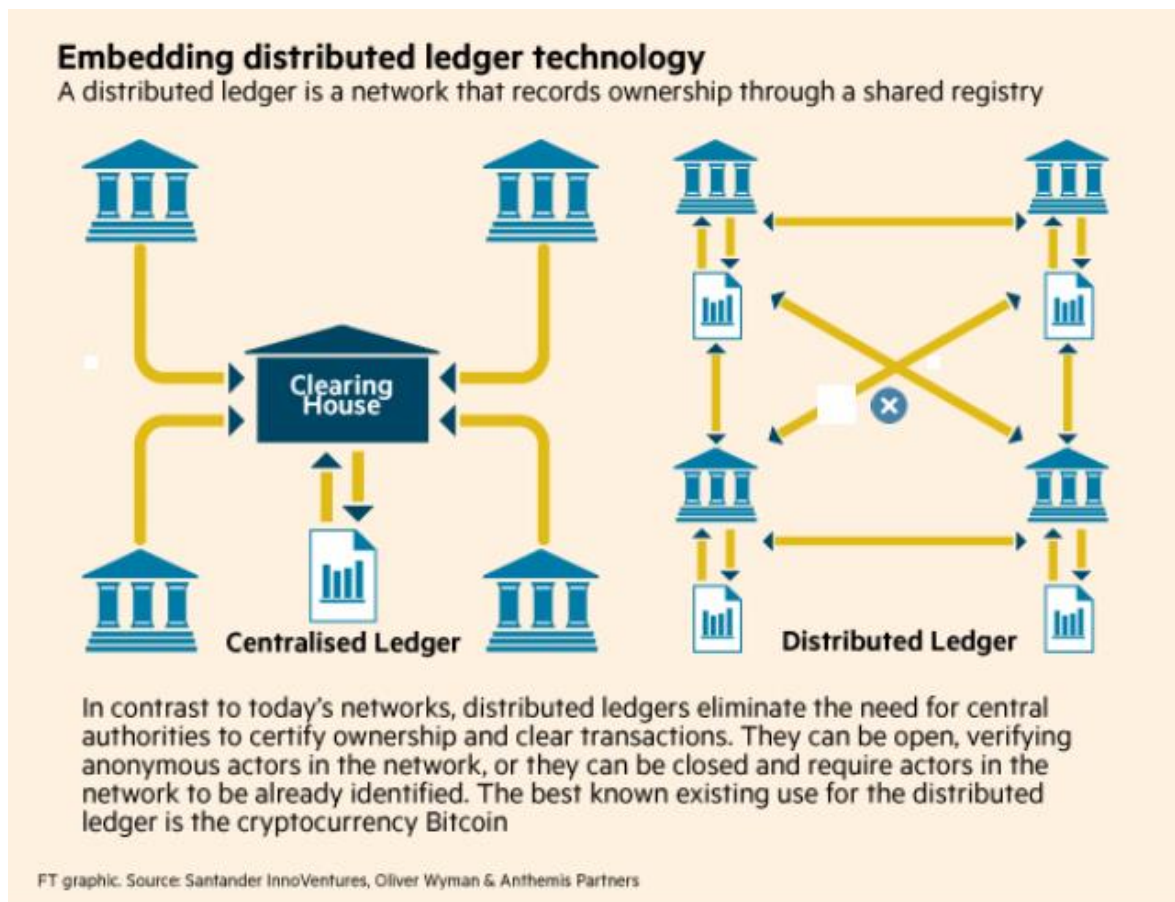 Embedding distributed ledger technology
A distributed ledger is a network that records ownership through a shared registry
Clearing
House
Centralised Ledger
Distributed Ledger
In contrast to today's networks, distributed ledgers eliminate the need for central
authorities to certify ownership and clear transactions. They can be open, verifying
anonymous actors in the network, or they can be closed and require actors in the
network to be already identified. The best known existing use for the distributed
ledger is the cryptocurrency Bitcoin
FT graphic. Source: Santander InnoVentures, Oliver Wyman & Anthemis Partners